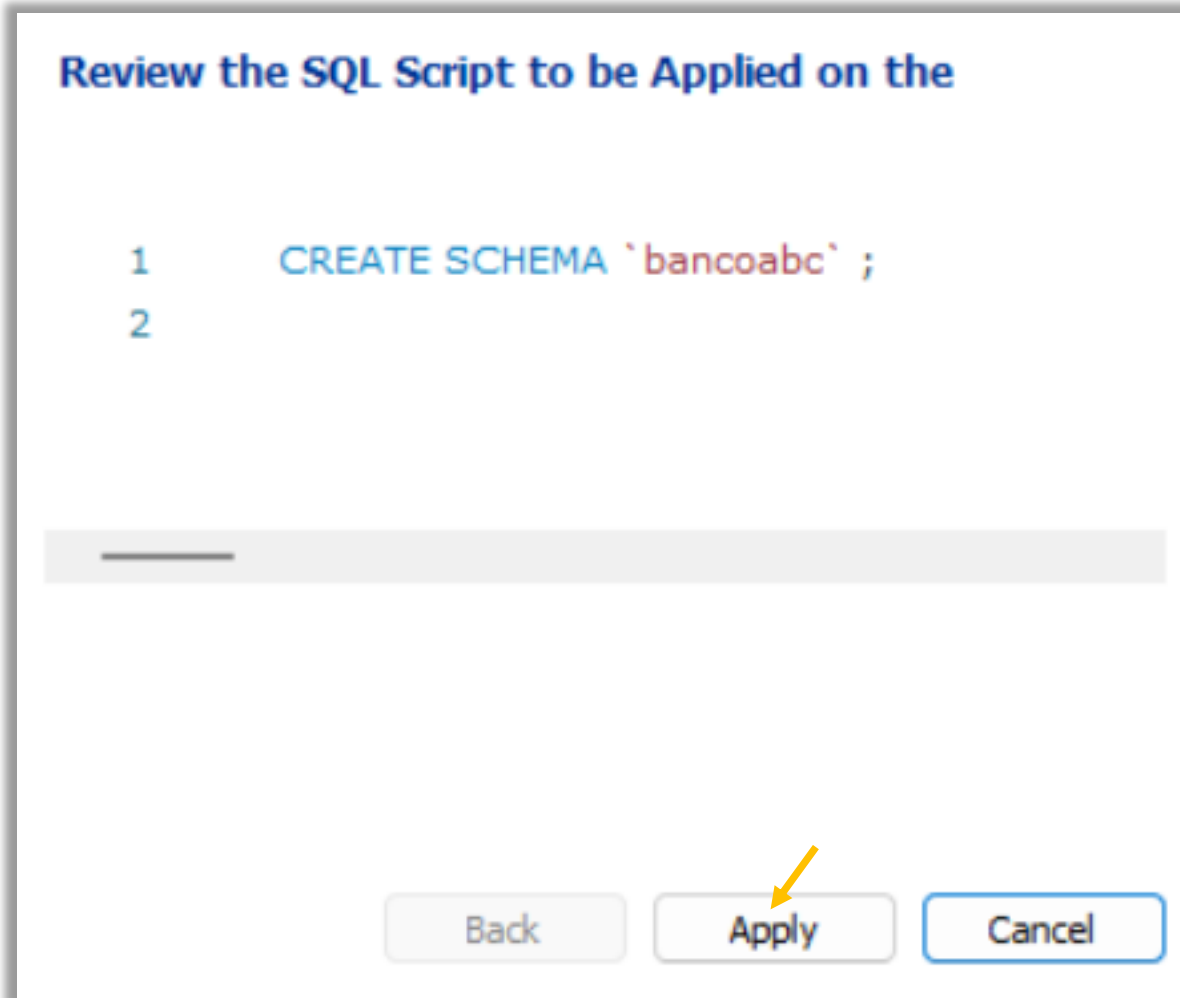 Review the SQL Script to be Applied on the
1 CREATE SCHEMA `bancoabc` ;
2
Back Apply Cancel